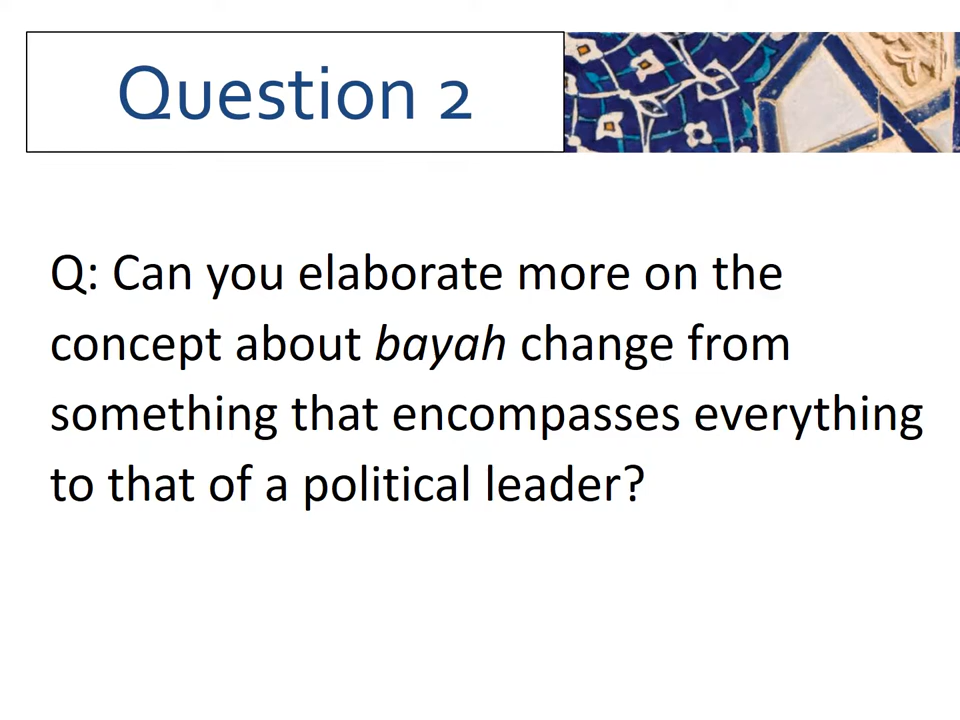 Question 2
Q: Can you elaborate more on the
concept about bayah change from
something that encompasses everything
to that of a political leader?